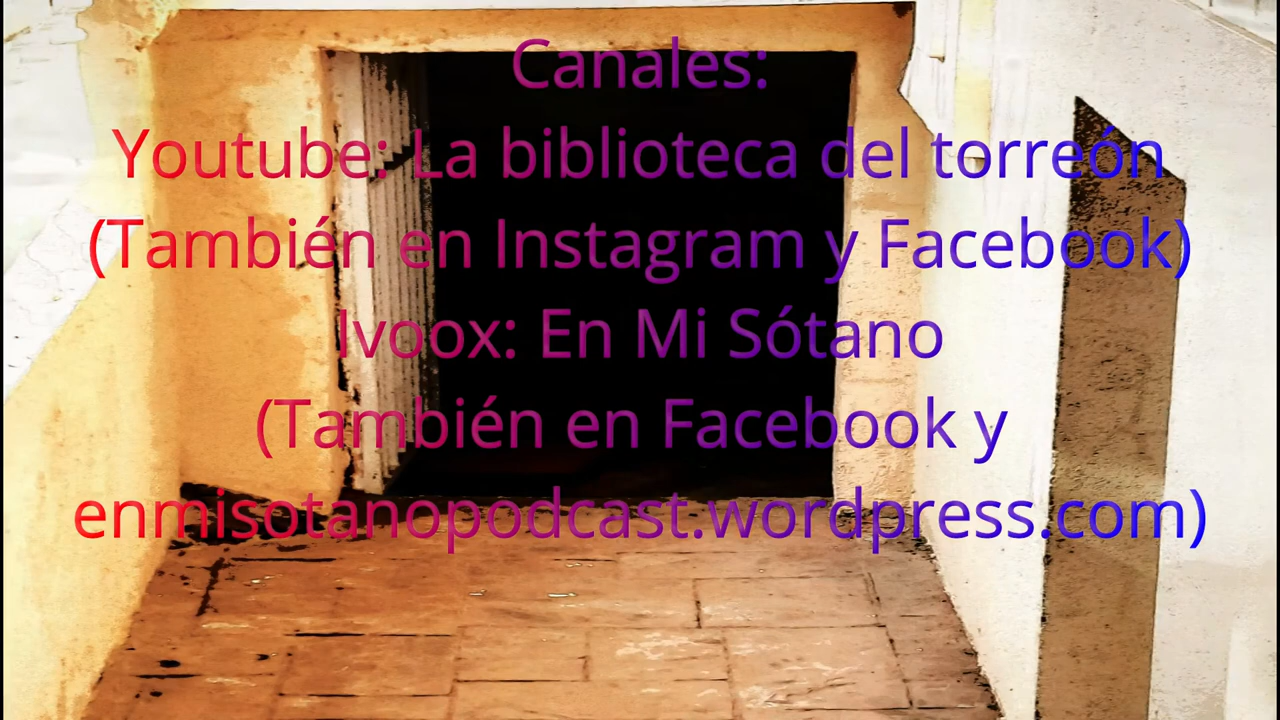 Canales:
Youtube: La biblioteca del torreón
(También en Instagram y Facebook)
Ivoox: En Mi Sótano
(También en Facebook y
enmisotanopodcast.wordpress.com)